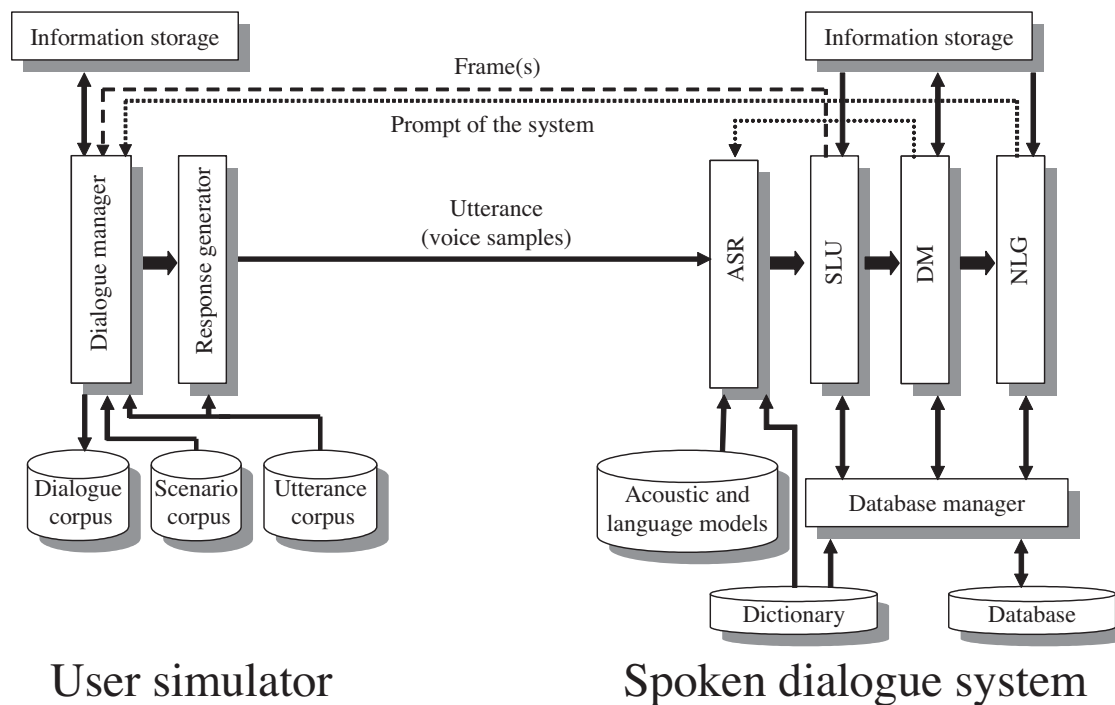 Information storage
Information storage
Frame(s)
Prompt of the system
Dialogue manager
Response generator
Utterance
(voice samples)
ASR
SLU
DM
NLG
Dialogue
corpus
Scenario
corpus
Utterance
corpus
Acoustic and
language models
Database manager
Dictionary
Database
User simulator
Spoken dialogue system